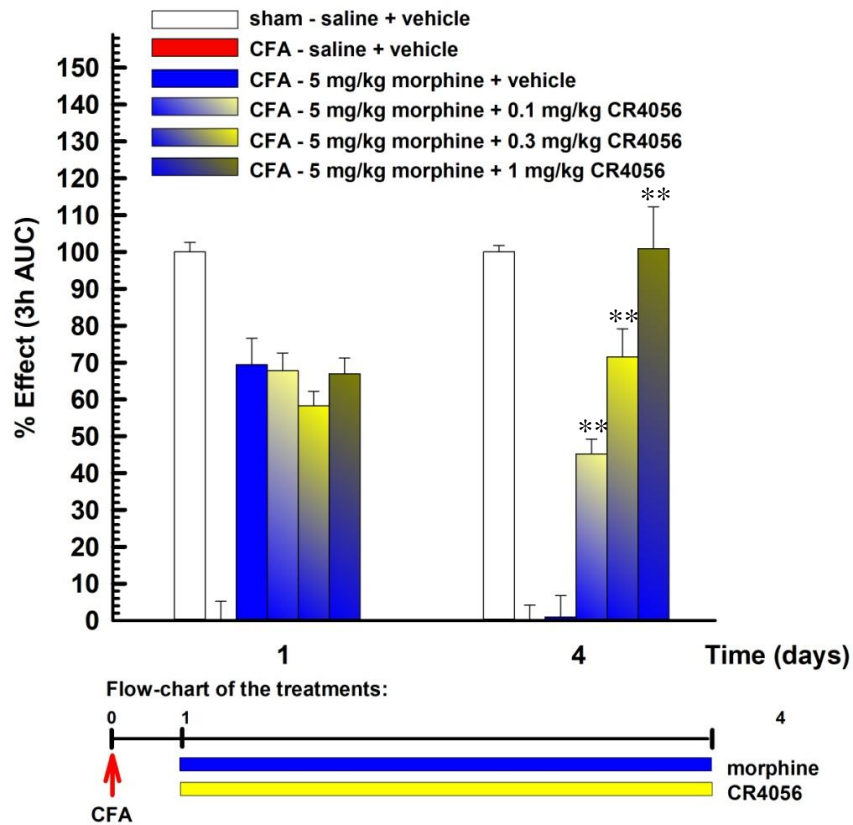 sham - saline + vehicle
CFA - saline + vehicle
CFA - 5 mg/kg morphine + vehicle
CFA - 5 mg/kg morphine + 0.1 mg/kg CR4056
CFA - 5 mg/kg morphine + 0.3 mg/kg CR4056
CFA - 5 mg/kg morphine + 1 mg/kg CR4056
% Effect (3h AUC)
150
140
130
120
110
100
90
80
70
60
50
40
30
20
10
0
**
**
**
1
4
Time (days)
Flow-chart of the treatments:
0
1
4
morphine
CR4056
CFA